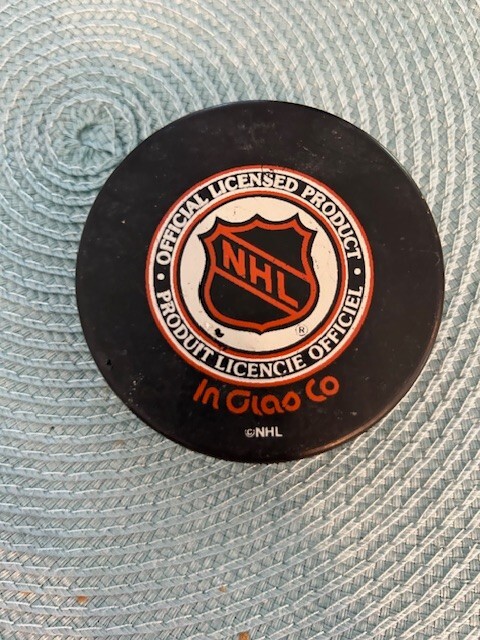 • OFFICIAL LICENSED PRODUCT •
NHL
®
PRODUIT LICENCIE OFFICIEL
In Glas Co
©NHL